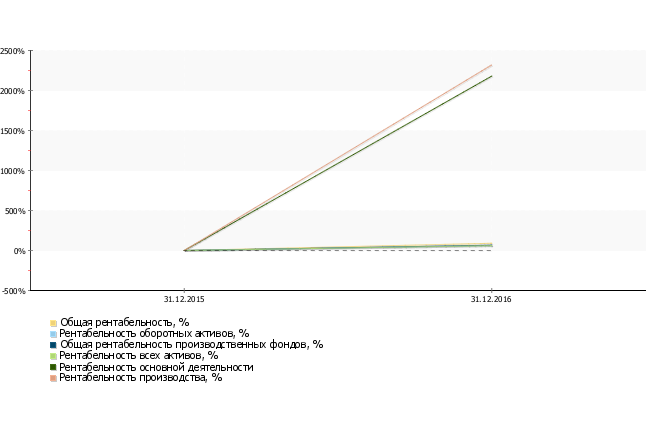 2500%
2000%
1500%
1000%
500%
0%
-500%
31.12.2015 31.12.2016
Общая рентабельность, %
Рентабельность оборотных активов, %
Общая рентабельность производственных фондов, %
Рентабельность всех активов, %
Рентабельность основной деятельности
Рентабельность производства, %